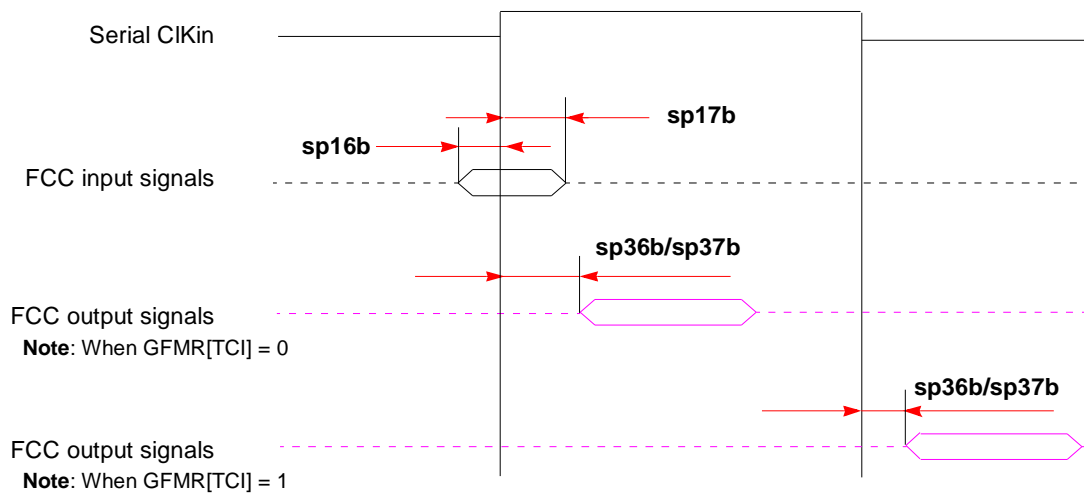 Serial ClKin
sp17b
sp16b
FCC input signals
sp36b/sp37b
FCC output signals
Note: When GFMR[TCI] = 0
sp36b/sp37b
FCC output signals
Note: When GFMR[TCI] = 1